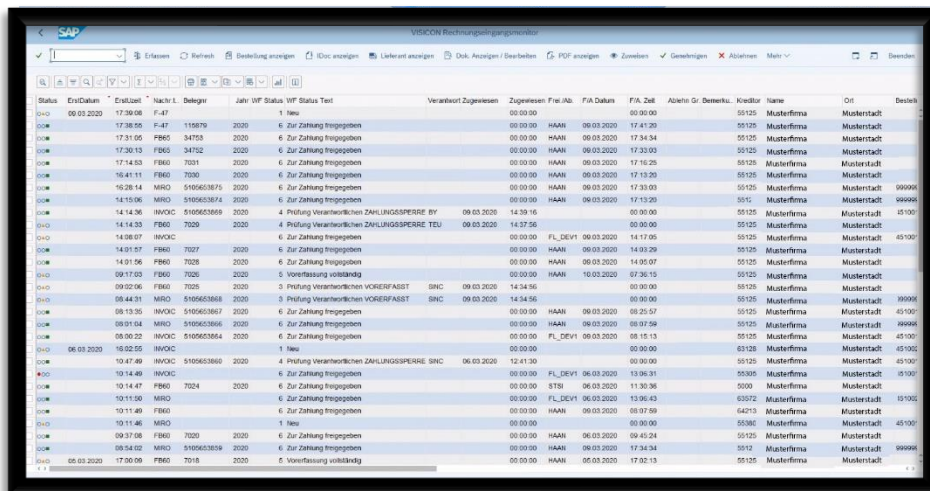 SAP VISICON Rechnungseingangsmonitor
Erfassen Refresh Bestellung anzeigen IDoc anzeigen Lieferant anzeigen Dok. Anzeigen / Bearbeiten PDF anzeigen Zuweisen Genehmigen Ablehnen Mehr Beenden
Status ErstDatum ErstUzeit Nachr.t.. Belegnr Jahr WF Status WF Status Text Verantwort Zugewiesen Zugewiesen Frei./Ab. F/A Datum F/A. Zeit Ablehn Gr. Bemerku.. Kreditor Name Ort
09.03.2020 17:39:08 F-47 1 Neu 00:00:00 00:00:00 55125 Musterfirma Musterstadt
17:38:55 F-47 115879 2020 6 Zur Zahlung freigegeben 00:00:00 HAAN 09.03.2020 17:41:20 55125 Musterfirma Musterstadt
17:31:05 FB65 34753 2020 6 Zur Zahlung freigegeben 00:00:00 HAAN 09.03.2020 17:34:34 55125 Musterfirma Musterstadt
17:30:13 FB65 34752 2020 6 Zur Zahlung freigegeben 00:00:00 HAAN 09.03.2020 17:33:03 55125 Musterfirma Musterstadt
17:14:53 FB60 7031 2020 6 Zur Zahlung freigegeben 00:00:00 HAAN 09.03.2020 17:16:25 55125 Musterfirma Musterstadt
16:41:11 FB60 7030 2020 6 Zur Zahlung freigegeben 00:00:00 HAAN 09.03.2020 17:13:20 55125 Musterfirma Musterstadt
16:28:14 MIRO 5105653875 2020 6 Zur Zahlung freigegeben 00:00:00 HAAN 09.03.2020 17:33:03 55125 Musterfirma Musterstadt
14:15:06 MIRO 5105653874 2020 6 Zur Zahlung freigegeben 00:00:00 HAAN 09.03.2020 17:13:20 Musterfirma Musterstadt
14:14:36 INVOIC 5105653869 2020 4 Prüfung Verantwortlichen ZAHLUNGSSPERRE BY 09.03.2020 14:39:16 00:00:00 55125 Musterfirma Musterstadt
14:14:33 FB60 7029 2020 4 Prüfung Verantwortlichen ZAHLUNGSSPERRE TEU 09.03.2020 14:37:56 00:00:00 55125 Musterfirma Musterstadt
14:08:07 INVOIC 6 Zur Zahlung freigegeben 00:00:00 FL_DEV1 09.03.2020 14:17:05 55125 Musterfirma Musterstadt
14:01:57 FB60 7027 2020 6 Zur Zahlung freigegeben 00:00:00 HAAN 09.03.2020 14:03:29 55125 Musterfirma Musterstadt
14:01:56 FB60 7028 2020 6 Zur Zahlung freigegeben 00:00:00 HAAN 09.03.2020 14:05:07 55125 Musterfirma Musterstadt
09:17:03 FB60 7026 2020 5 Vorerfassung vollständig 00:00:00 HAAN 10.03.2020 07:36:15 55125 Musterfirma Musterstadt
09:02:06 FB60 7025 2020 3 Prüfung Verantwortlichen VORERFASST SINC 09.03.2020 14:34:56 00:00:00 55125 Musterfirma Musterstadt
08:44:31 MIRO 5105653868 2020 3 Prüfung Verantwortlichen VORERFASST SINC 09.03.2020 14:34:56 00:00:00 55125 Musterfirma Musterstadt
08:13:35 INVOIC 5105653867 2020 6 Zur Zahlung freigegeben 00:00:00 HAAN 09.03.2020 08:25:57 55125 Musterfirma Musterstadt
08:01:04 MIRO 5105653866 2020 6 Zur Zahlung freigegeben 00:00:00 HAAN 09.03.2020 08:07:59 55125 Musterfirma Musterstadt
08:00:22 INVOIC 5105653864 2020 6 Zur Zahlung freigegeben 00:00:00 FL_DEV1 09.03.2020 08:15:13 55125 Musterfirma Musterstadt
06.03.2020 16:02:55 INVOIC 1 Neu 00:00:00 00:00:00 63128 Musterfirma Musterstadt
10:47:49 INVOIC 5105653860 2020 4 Prüfung Verantwortlichen ZAHLUNGSSPERRE SINC 06.03.2020 12:41:30 00:00:00 55125 Musterfirma Musterstadt
10:14:49 INVOIC 6 Zur Zahlung freigegeben 00:00:00 FL_DEV1 06.03.2020 13:06:31 55305 Musterfirma Musterstadt
10:14:47 FB60 7024 2020 6 Zur Zahlung freigegeben 00:00:00 STSI 06.03.2020 11:30:36 5000 Musterfirma Musterstadt
10:11:50 MIRO 6 Zur Zahlung freigegeben 00:00:00 FL_DEV1 06.03.2020 13:06:43 63572 Musterfirma Musterstadt
10:11:49 FB60 6 Zur Zahlung freigegeben 00:00:00 HAAN 09.03.2020 08:07:59 64213 Musterfirma Musterstadt
10:11:46 MIRO 1 Neu 00:00:00 00:00:00 55380 Musterfirma Musterstadt
09:37:08 FB60 7020 2020 6 Zur Zahlung freigegeben 00:00:00 HAAN 06.03.2020 09:45:24 55125 Musterfirma Musterstadt
08:54:02 MIRO 5105653859 2020 6 Zur Zahlung freigegeben 00:00:00 HAAN 09.03.2020 17:34:34 5512 Musterfirma Musterstadt
05.03.2020 17:00:09 FB60 7018 2020 5 Vorerfassung vollständig 00:00:00 HAAN 05.03.2020 17:02:13 55125 Musterfirma Musterstadt